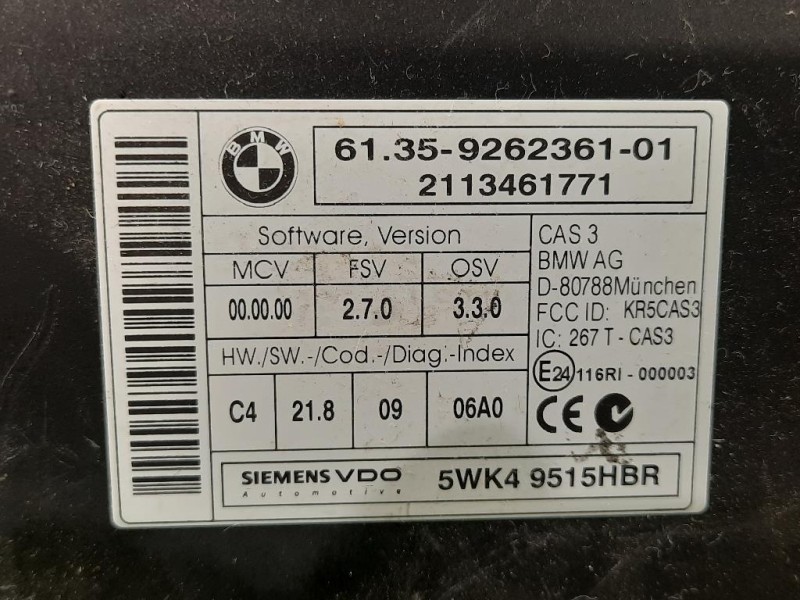 BMW
61.35-9262361-01
2113461771
Software, Version
MCV FSV OSV
00.00.00 2.7.0 3.3.0
HW./SW.-/Cod.-/Diag.-Index
C4 21.8 09 06A0
CAS 3
BMW AG
D-80788München
FCC ID: KR5CAS3
IC: 267 T - CAS3
E24 116RI - 000003
CE
SIEMENS VDO
Automotive
5WK4 9515HBR